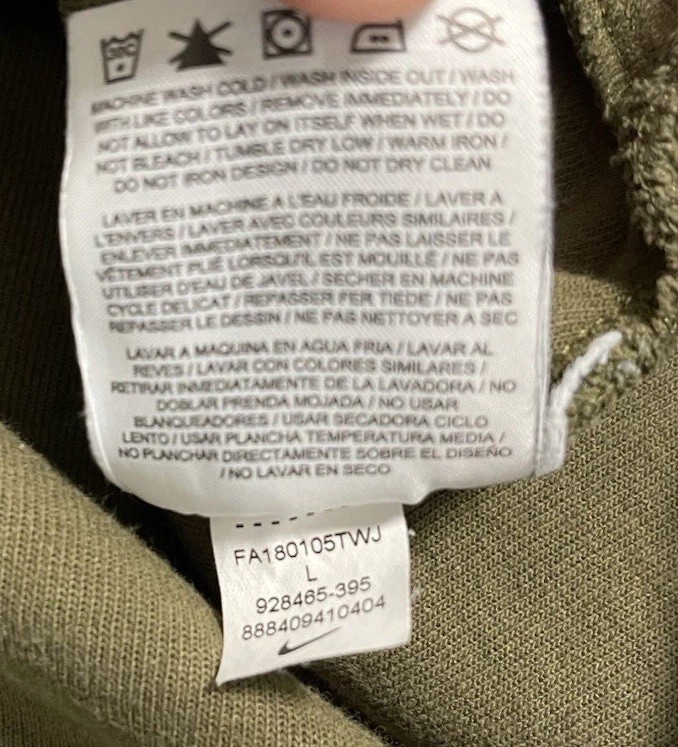 30C
MACHINE WASH COLD / WASH INSIDE OUT / WASH
WITH LIKE COLORS / REMOVE IMMEDIATELY / DO
NOT ALLOW TO LAY ON ITSELF WHEN WET / DO
NOT BLEACH / TUMBLE DRY LOW / WARM IRON /
DO NOT IRON DESIGN / DO NOT DRY CLEAN
LAVER EN MACHINE A L'EAU FROIDE / LAVER A
L'ENVERS / LAVER AVEC COULEURS SIMILAIRES /
ENLEVER IMMEDIATEMENT / NE PAS LAISSER LE
VÊTEMENT PLIÉ LORSQU'IL EST MOUILLÉ / NE PAS
UTILISER D'EAU DE JAVEL / SECHER EN MACHINE
CYCLE DELICAT / REPASSER FER TIEDE / NE PAS
REPASSER LE DESSIN / NE PAS NETTOYER A SEC
LAVAR A MAQUINA EN AGUA FRIA / LAVAR AL
REVES / LAVAR CON COLORES SIMILARES /
RETIRAR INMEDIATAMENTE DE LA LAVADORA / NO
DOBLAR PRENDA MOJADA / NO USAR
BLANQUEADORES / USAR SECADORA CICLO
LENTO / USAR PLANCHA TEMPERATURA MEDIA /
NO PLANCHAR DIRECTAMENTE SOBRE EL DISEÑO
/ NO LAVAR EN SECO
FA180105TWJ
L
928465-395
888409410404